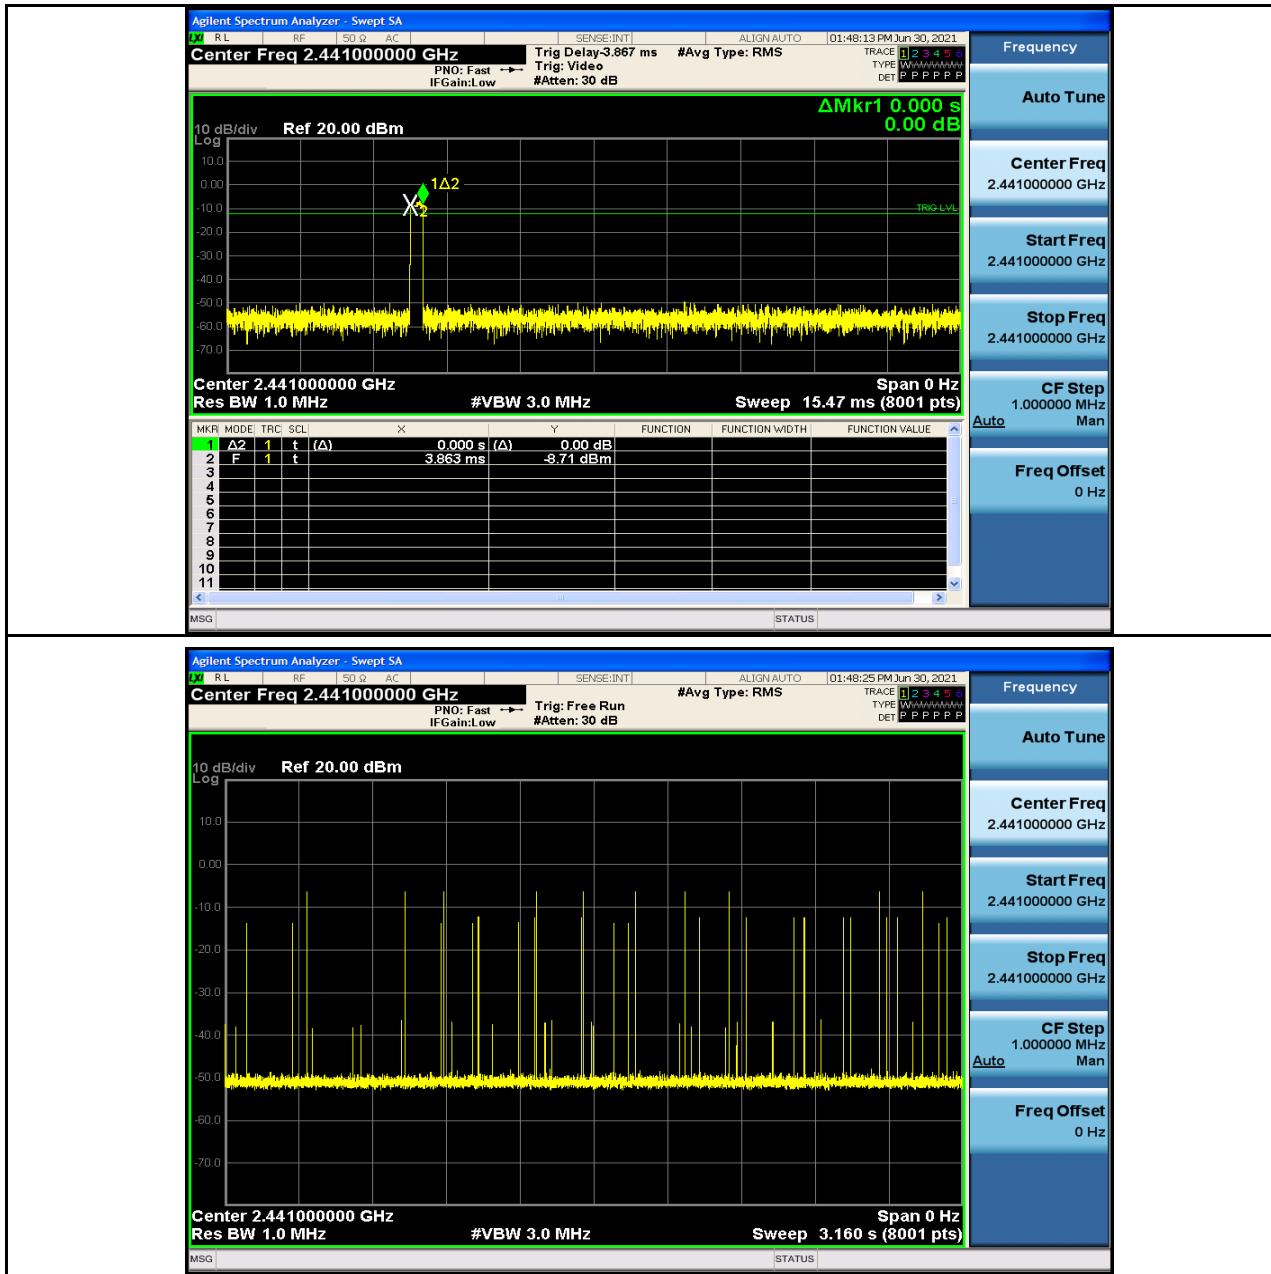 Agilent Spectrum Analyzer - Swept SA
LXI RL RF 50 Ω AC SENSE:INT ALIGN AUTO 01:48:13 PM Jun 30, 2021
Center Freq 2.441000000 GHz
PNO: Fast
IFGain:Low
Trig Delay-3.867 ms
Trig: Video
#Atten: 30 dB
#Avg Type: RMS
TRACE 1 2 3 4 5 6
TYPE W
DET P P P P P P
ΔMkr1 0.000 s
0.00 dB
10 dB/div Ref 20.00 dBm
Log
10.0
0.00
-10.0
-20.0
-30.0
-40.0
-50.0
-60.0
-70.0
1Δ2
X2
TRIG LVL
Center 2.441000000 GHz Span 0 Hz
Res BW 1.0 MHz #VBW 3.0 MHz Sweep 15.47 ms (8001 pts)
MKR MODE TRC SCL X Y FUNCTION FUNCTION WIDTH FUNCTION VALUE
1 Δ2 1 t (Δ) 0.000 s (Δ) 0.00 dB
2 F 1 t 3.863 ms -8.71 dBm
3
4
5
6
7
8
9
10
11
MSG STATUS
Frequency
Auto Tune
Center Freq
2.441000000 GHz
Start Freq
2.441000000 GHz
Stop Freq
2.441000000 GHz
CF Step
1.000000 MHz
Auto Man
Freq Offset
0 Hz
Agilent Spectrum Analyzer - Swept SA
LXI RL RF 50 Ω AC SENSE:INT ALIGN AUTO 01:48:25 PM Jun 30, 2021
Center Freq 2.441000000 GHz
PNO: Fast
IFGain:Low
Trig: Free Run
#Atten: 30 dB
#Avg Type: RMS
TRACE 1 2 3 4 5 6
TYPE W
DET P P P P P P
10 dB/div Ref 20.00 dBm
Log
10.0
0.00
-10.0
-20.0
-30.0
-40.0
-50.0
-60.0
-70.0
Center 2.441000000 GHz Span 0 Hz
Res BW 1.0 MHz #VBW 3.0 MHz Sweep 3.160 s (8001 pts)
MSG STATUS
Frequency
Auto Tune
Center Freq
2.441000000 GHz
Start Freq
2.441000000 GHz
Stop Freq
2.441000000 GHz
CF Step
1.000000 MHz
Auto Man
Freq Offset
0 Hz